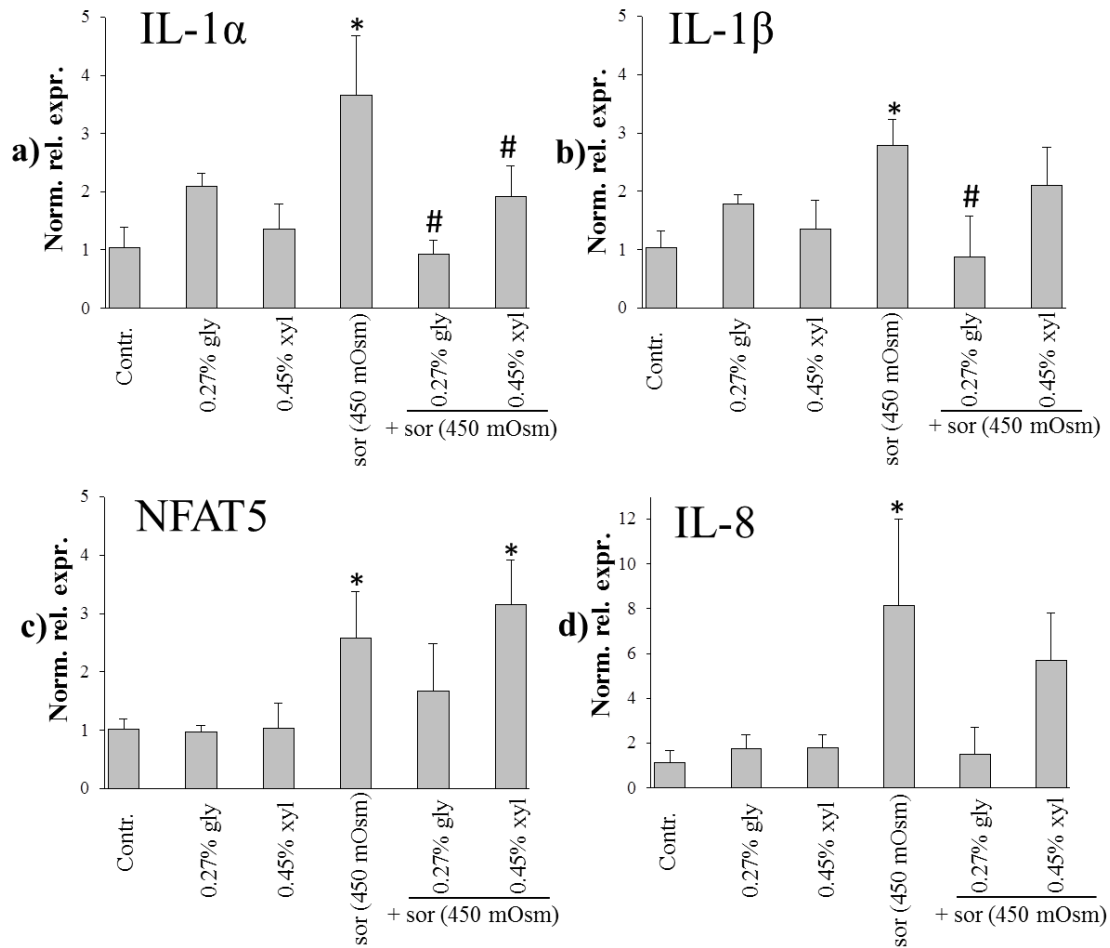 IL-1α
a)
Norm. rel. expr.
5
4
3
2
1
0
*
#
#
Contr.
0.27% gly
0.45% xyl
sor (450 mOsm)
0.27% gly
0.45% xyl
+ sor (450 mOsm)
IL-1β
b)
Norm. rel. expr.
5
4
3
2
1
0
*
#
Contr.
0.27% gly
0.45% xyl
sor (450 mOsm)
0.27% gly
0.45% xyl
+ sor (450 mOsm)
NFAT5
c)
Norm. rel. expr.
5
4
3
2
1
0
*
*
Contr.
0.27% gly
0.45% xyl
sor (450 mOsm)
0.27% gly
0.45% xyl
+ sor (450 mOsm)
IL-8
d)
Norm. rel. expr.
12
10
8
6
4
2
0
*
Contr.
0.27% gly
0.45% xyl
sor (450 mOsm)
0.27% gly
0.45% xyl
+ sor (450 mOsm)